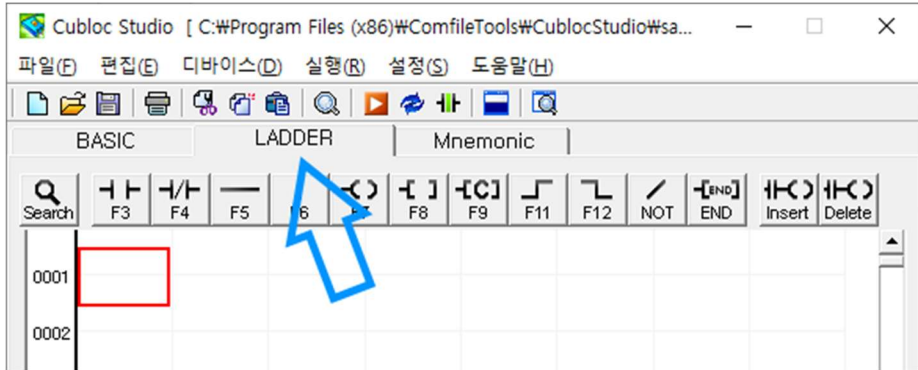 Cubloc Studio [ C:₩Program Files (x86)₩ComfileTools₩CublocStudio₩sa...
파일(F) 편집(E) 디바이스(D) 실행(R) 설정(S) 도움말(H)
BASIC LADDER Mnemonic
Search F3 F4 F5 F8 [C] F9 F11 F12 NOT [END] END Insert Delete
0001
0002